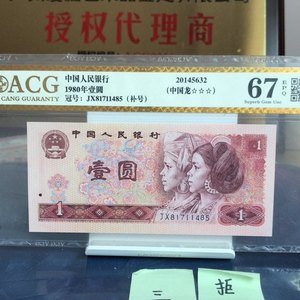 授权代理商
ACG
CANG GUARANTY
中国人民银行
1980年壹圆
冠号：JX81711485（补号）
20145632
（中国龙☆☆☆）
67 EPQ
Superb Gem Unc
中国人民银行
壹圆
1
1
JX81711485
三
拒